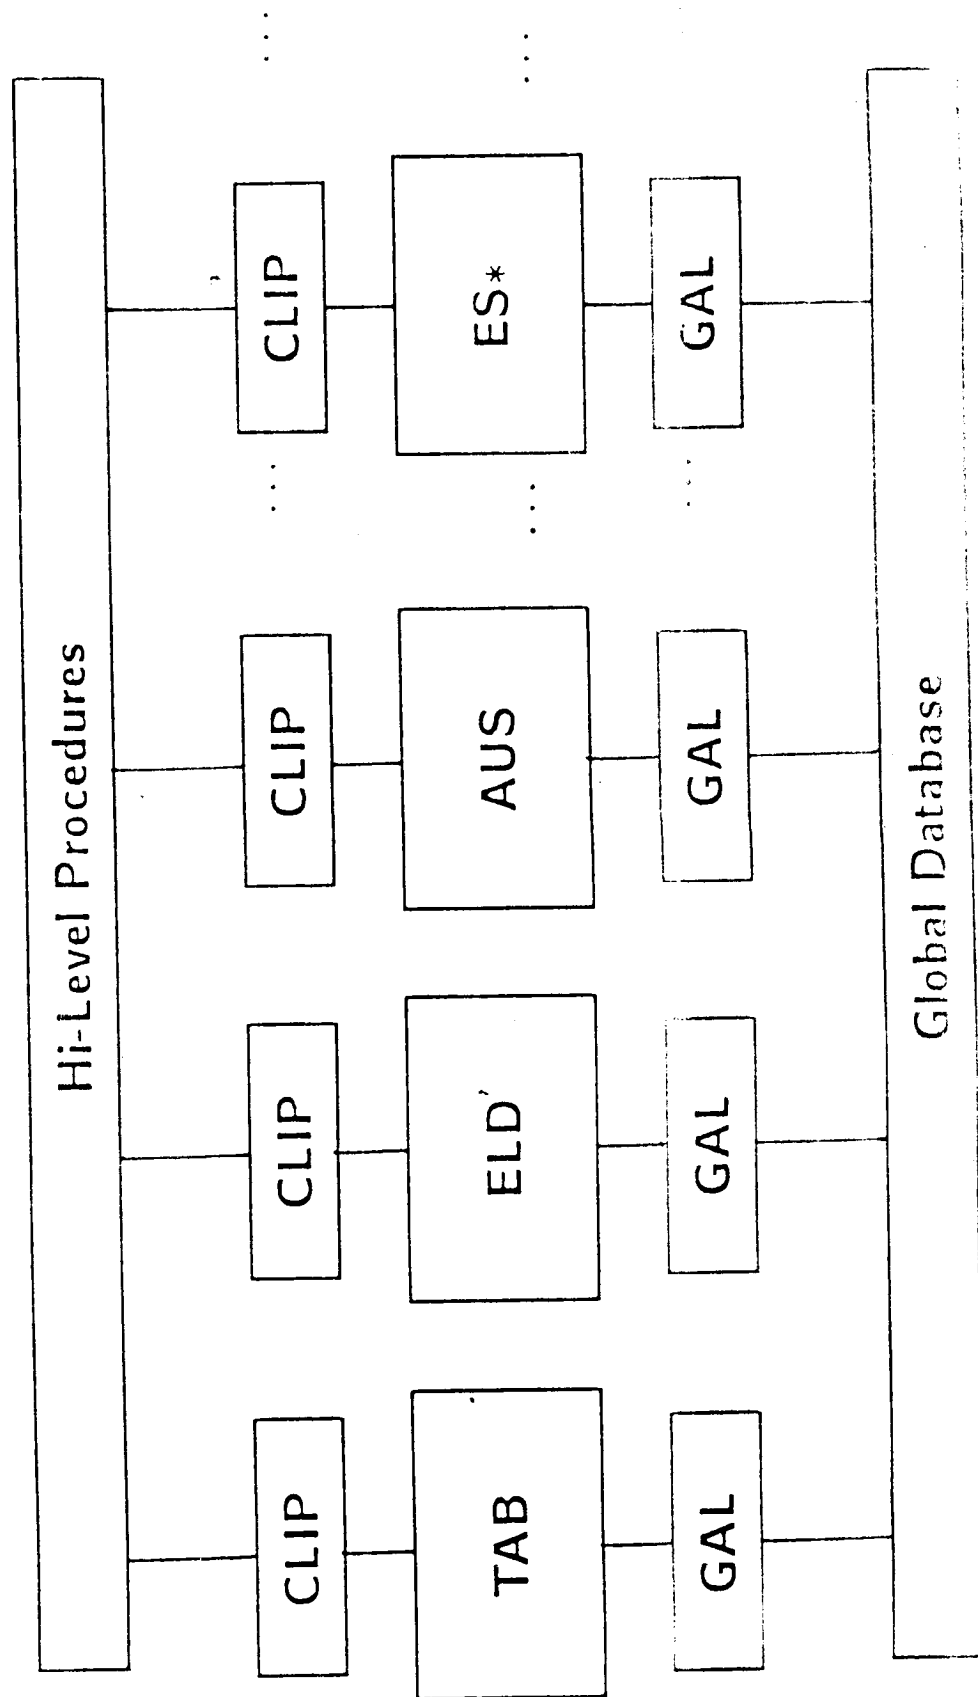 Hi-Level Procedures
CLIP CLIP CLIP ... CLIP ...
TAB ELD AUS ... ES* ...
GAL GAL GAL ... GAL
Global Database